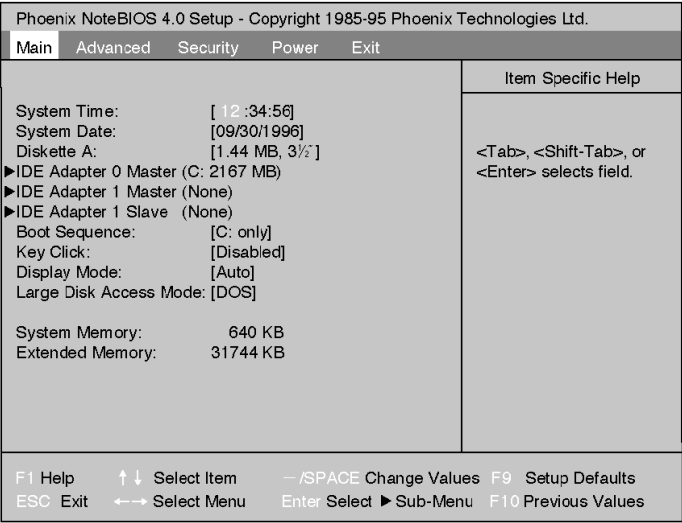 Phoenix NoteBIOS 4.0 Setup - Copyright 1985-95 Phoenix Technologies Ltd.
Main Advanced Security Power Exit
Item Specific Help
System Time: [ 12 :34:56]
System Date: [09/30/1996]
Diskette A: [1.44 MB, 3½″]
▶IDE Adapter 0 Master (C: 2167 MB)
▶IDE Adapter 1 Master (None)
▶IDE Adapter 1 Slave (None)
Boot Sequence: [C: only]
Key Click: [Disabled]
Display Mode: [Auto]
Large Disk Access Mode: [DOS]
System Memory: 640 KB
Extended Memory: 31744 KB
<Tab>, <Shift-Tab>, or
<Enter> selects field.
F1 Help ↑↓ Select Item –/SPACE Change Values F9 Setup Defaults
ESC Exit ←→ Select Menu Enter Select ▶ Sub-Menu F10 Previous Values